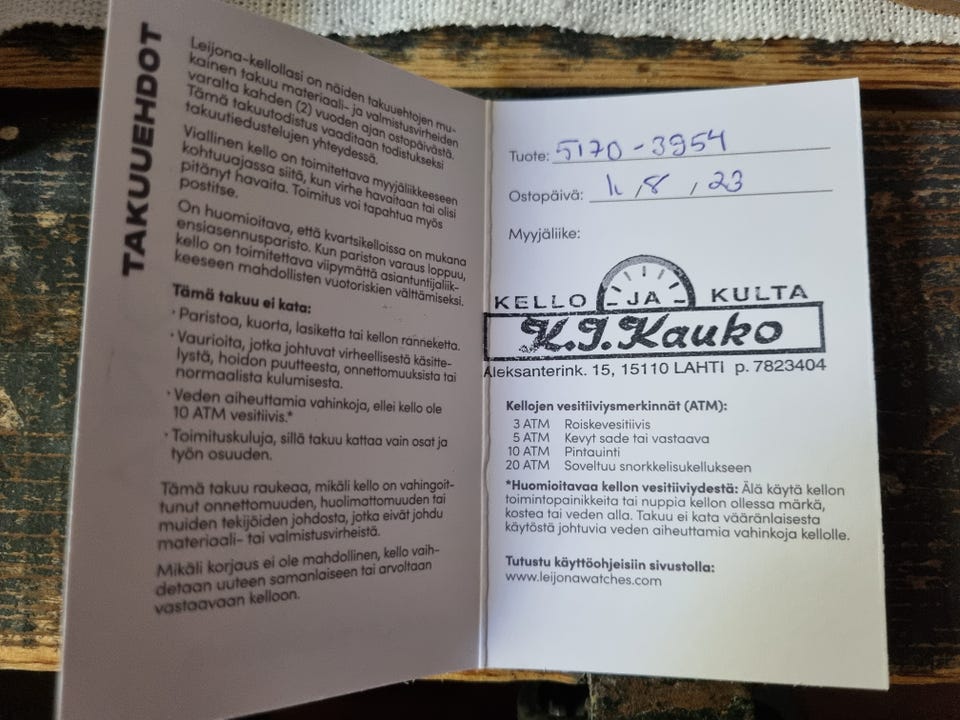 TAKUUEHDOT
Leijona-kellollasi on näiden takuuehtojen mu-
kainen takuu materiaali- ja valmistusvirheiden
varalta kahden (2) vuoden ajan ostopäivästä.
Tämä takuutodistus vaaditaan todistukseksi
takuutiedustelujen yhteydessä.
Viallinen kello on toimitettava myyjäliikkeeseen
kohtuuajassa siitä, kun virhe havaitaan tai olisi
pitänyt havaita. Toimitus voi tapahtua myös
postitse.
On huomioitava, että kvartsikelloissa on mukana
ensiasennusparisto. Kun pariston varaus loppuu,
kello on toimitettava viipymättä asiantuntijaliik-
keeseen mahdollisten vuotoriskien välttämiseksi.
Tämä takuu ei kata:
· Paristoa, kuorta, lasiketta tai kellon ranneketta.
· Vaurioita, jotka johtuvat virheellisestä käsitte-
lystä, hoidon puutteesta, onnettomuuksista tai
normaalista kulumisesta.
· Veden aiheuttamia vahinkoja, ellei kello ole
10 ATM vesitiivis.*
· Toimituskuluja, sillä takuu kattaa vain osat ja
työn osuuden.
Tämä takuu raukeaa, mikäli kello on vahingoit-
tunut onnettomuuden, huolimattomuuden tai
muiden tekijöiden johdosta, jotka eivät johdu
materiaali- tai valmistusvirheistä.
Mikäli korjaus ei ole mahdollinen, kello vaih-
detaan uuteen samanlaiseen tai arvoltaan
vastaavaan kelloon.
Tuote: 5170-3954
Ostopäivä: , 8 , 23
Myyjäliike:
KELLO JA KULTA
K.J.Kauko
Aleksanterink. 15, 15110 LAHTI p. 7823404
Kellojen vesitiiviysmerkinnät (ATM):
3 ATM Roiskevesitiivis
5 ATM Kevyt sade tai vastaava
10 ATM Pintauinti
20 ATM Soveltuu snorkkelisukellukseen
*Huomioitavaa kellon vesitiiviydestä: Älä käytä kellon
toimintopainikkeita tai nuppia kellon ollessa märkä,
kostea tai veden alla. Takuu ei kata vääränlaisesta
käytöstä johtuvia veden aiheuttamia vahinkoja kellolle.
Tutustu käyttöohjeisiin sivustolla:
www.leijonawatches.com